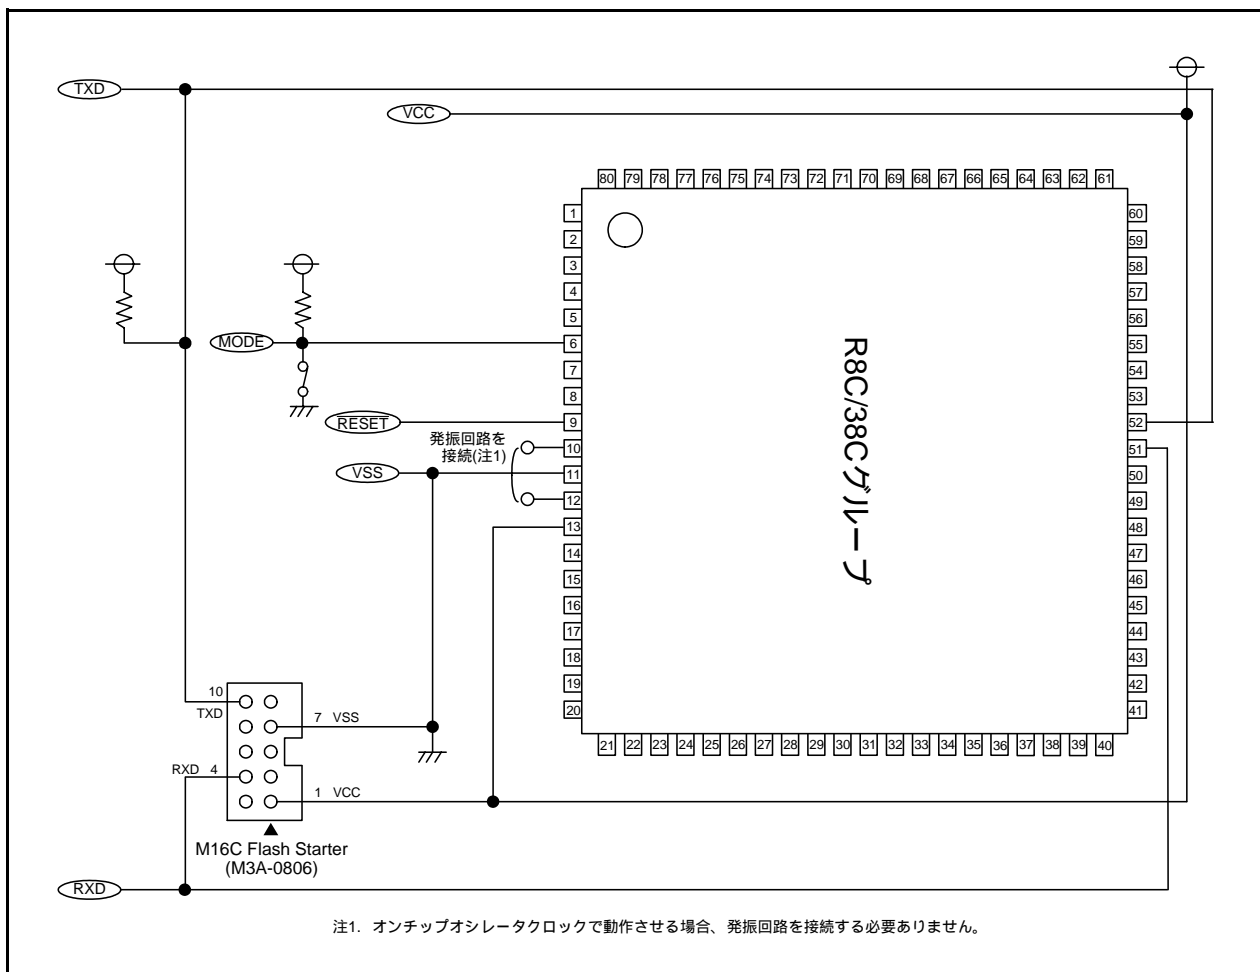 TXD
VCC
80 79 78 77 76 75 74 73 72 71 70 69 68 67 66 65 64 63 62 61
1
2
3
4
5
6
7
8
9
10
11
12
13
14
15
16
17
18
19
20
60
59
58
57
56
55
54
53
52
51
50
49
48
47
46
45
44
43
42
41
21 22 23 24 25 26 27 28 29 30 31 32 33 34 35 36 37 38 39 40
R8C/38Cグループ
MODE
RESET
発振回路を
接続(注1)
VSS
10
TXD
7 VSS
RXD 4
1 VCC
M16C Flash Starter
(M3A-0806)
RXD
注1. オンチップオシレータクロックで動作させる場合、発振回路を接続する必要ありません。